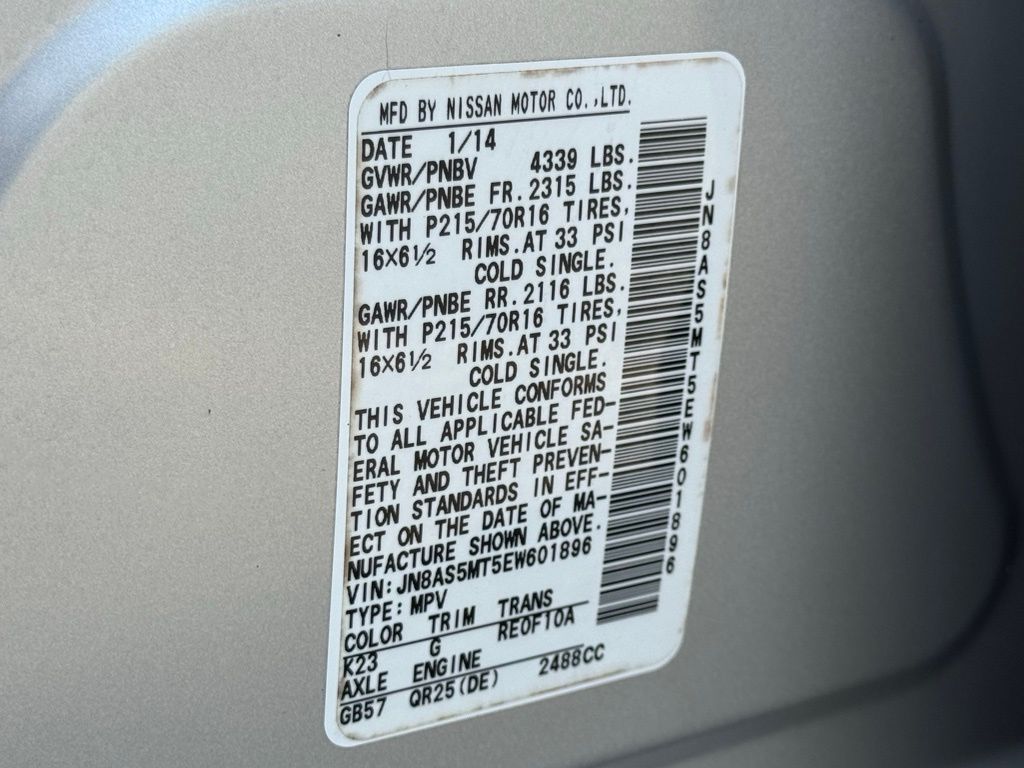 MFD BY NISSAN MOTOR CO.,LTD.
DATE 1/14
GVWR/PNBV 4339 LBS.
GAWR/PNBE FR. 2315 LBS.
WITH P215/70R16 TIRES,
16X6½ RIMS. AT 33 PSI
COLD SINGLE.
GAWR/PNBE RR. 2116 LBS.
WITH P215/70R16 TIRES,
16X6½ RIMS. AT 33 PSI
COLD SINGLE.
THIS VEHICLE CONFORMS
TO ALL APPLICABLE FED-
ERAL MOTOR VEHICLE SA-
FETY AND THEFT PREVEN-
TION STANDARDS IN EFF-
ECT ON THE DATE OF MA-
NUFACTURE SHOWN ABOVE.
VIN: JN8AS5MT5EW601896
TYPE: MPV
COLOR TRIM TRANS
K23 G RE0F10A
AXLE ENGINE
GB57 QR25(DE) 2488CC
JN8AS5MT5EW601896